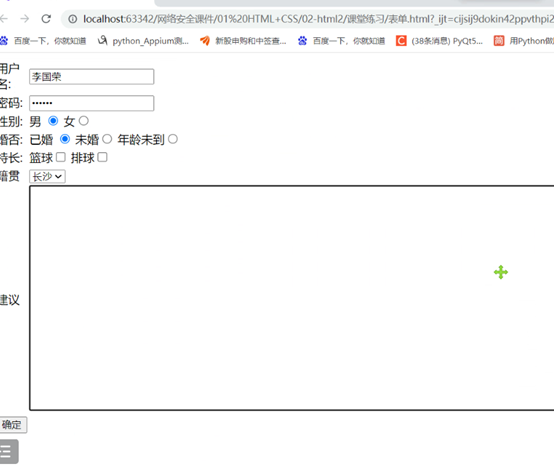 localhost:63342/网络安全课件/01%20HTML+CSS/02-html2/课堂练习/表单.html?_ijt=cijsij9dokin42ppvthpi2
百度一下，你就知道 python_Appium测... 新股申购和中签查... 百度一下，你就知道 (38条消息) PyQt5... 用Python做
用户名: 李国荣
密码: ••••••
性别: 男 女
婚否: 已婚 未婚 年龄未到
特长: 篮球 排球
籍贯 长沙
建议
确定